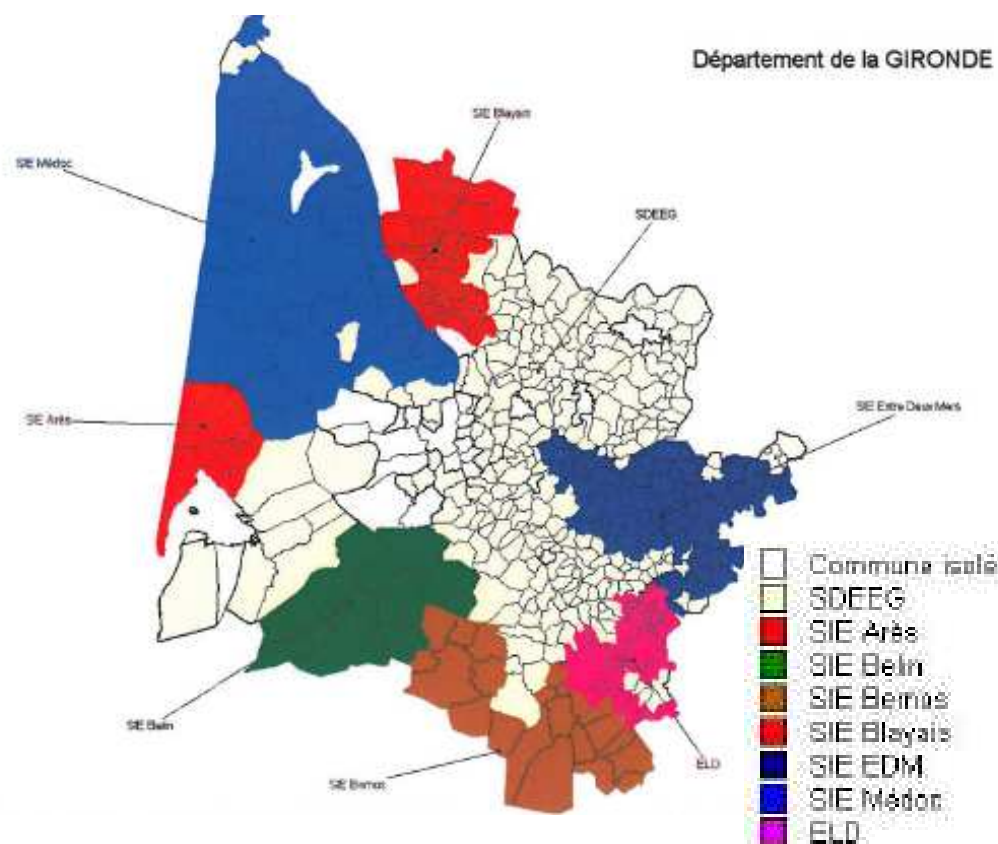 Département de la GIRONDE
SIE Blayais
SIE Médoc
SDEEG
SIE Arès
SIE Entre Deux Mers
SIE Belin
SIE Bernos
ELD
Commune isolé
SDEEG
SIE Arès
SIE Belin
SIE Bernos
SIE Blayais
SIE EDM
SIE Médoc
ELD